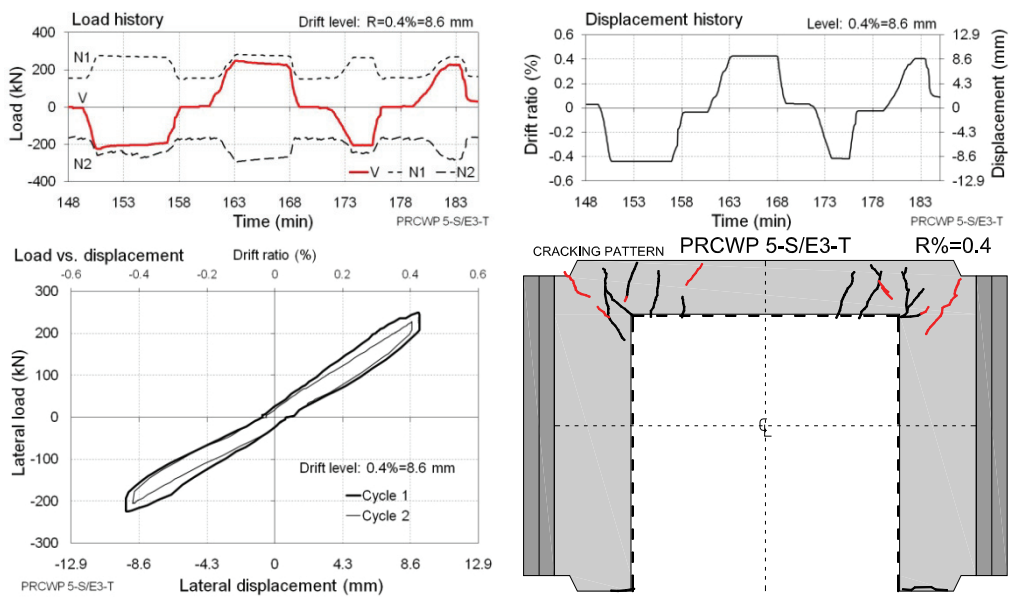 Load history
Drift level: R=0.4%=8.6 mm
400
200
0
-200
-400
Load (kN)
N1
V
N2
V N1 N2
148 153 158 163 168 173 178 183
Time (min)
PRCWP 5-S/E3-T
Displacement history
Level: 0.4%=8.6 mm
0.6
0.4
0.2
0
-0.2
-0.4
-0.6
Drift ratio (%)
12.9
8.6
4.3
0
-4.3
-8.6
-12.9
Displacement (mm)
148 153 158 163 168 173 178 183
Time (min)
PRCWP 5-S/E3-T
Load vs. displacement
Drift ratio (%)
-0.6 -0.4 -0.2 0 0.2 0.4 0.6
300
200
100
0
-100
-200
-300
Lateral load (kN)
Drift level: 0.4%=8.6 mm
Cycle 1
Cycle 2
-12.9 -8.6 -4.3 0 4.3 8.6 12.9
PRCWP 5-S/E3-T
Lateral displacement (mm)
CRACKING PATTERN PRCWP 5-S/E3-T R%=0.4
℄